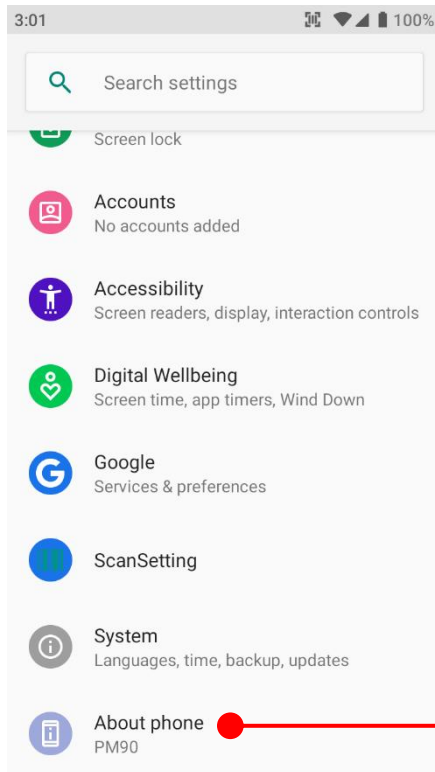 3:01
100%
Search settings
Screen lock
Accounts
No accounts added
Accessibility
Screen readers, display, interaction controls
Digital Wellbeing
Screen time, app timers, Wind Down
Google
Services & preferences
ScanSetting
System
Languages, time, backup, updates
About phone
PM90